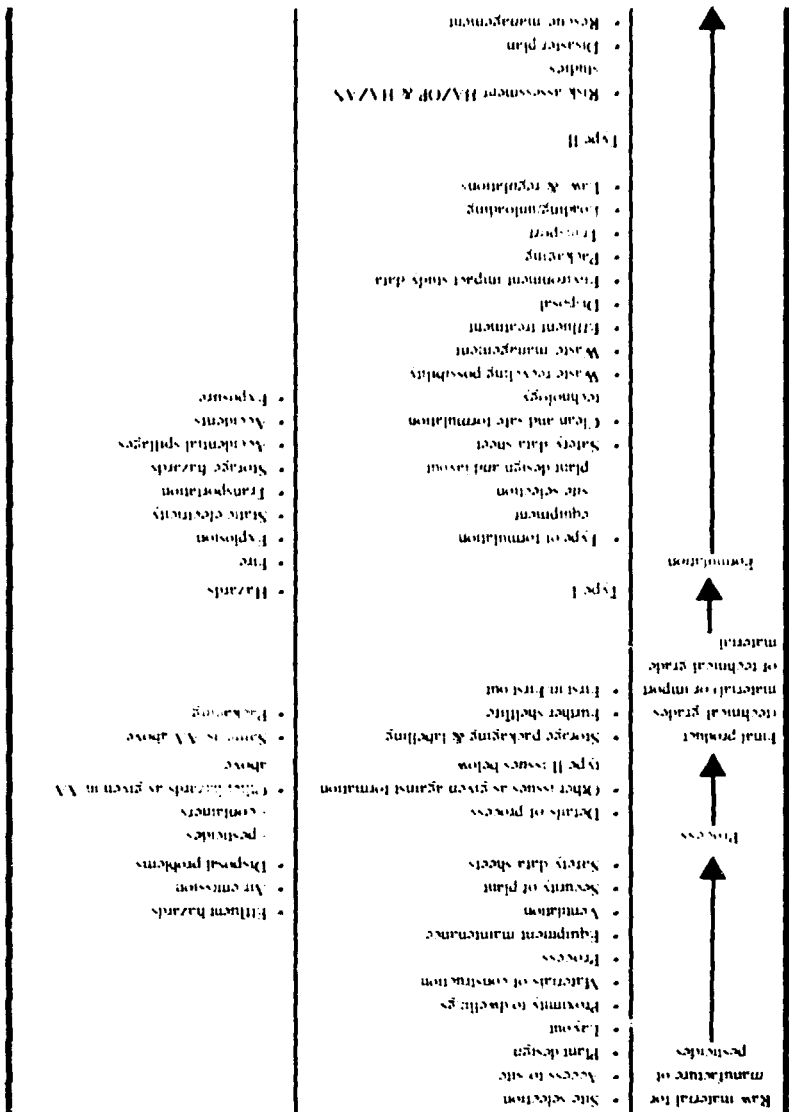 Raw material for
manufacture of
pesticides
• Site selection
• Access to site
• Plant design
• Layout
• Proximity to dwellings
• Materials of construction
• Process
• Equipment maintenance
• Ventilation
• Security of plant
• Safety data sheets
• Effluent hazards
• Air emission
• Disposal problems
- pesticides
- containers
• Other hazards as given in AA
above
Process
• Details of process
• Other issues as given against formation
type II issues below
Final product
(technical grades
material) or import
of technical grade
material
• Storage packaging & labelling
• Further shelflife
• First in First out
• Same as AA above
• Packaging
Formulation
Type I
• Type of formulation
equipment
site selection
plant design and layout
• Safety data sheet
• Clean and safe formulation
technology
• Waste recycling possibility
• Waste management
• Effluent treatment
• Disposal
• Environment impact study data
• Packaging
• Transport
• Loading/unloading
• Law & regulations
Type II
• Risk assessment HAZOP & HAZAN
studies
• Disaster plan
• Rescue management
• Hazards
• Fire
• Explosion
• Static electricity
• Transportation
• Storage hazards
• Accidential spillages
• Accidents
• Exposure